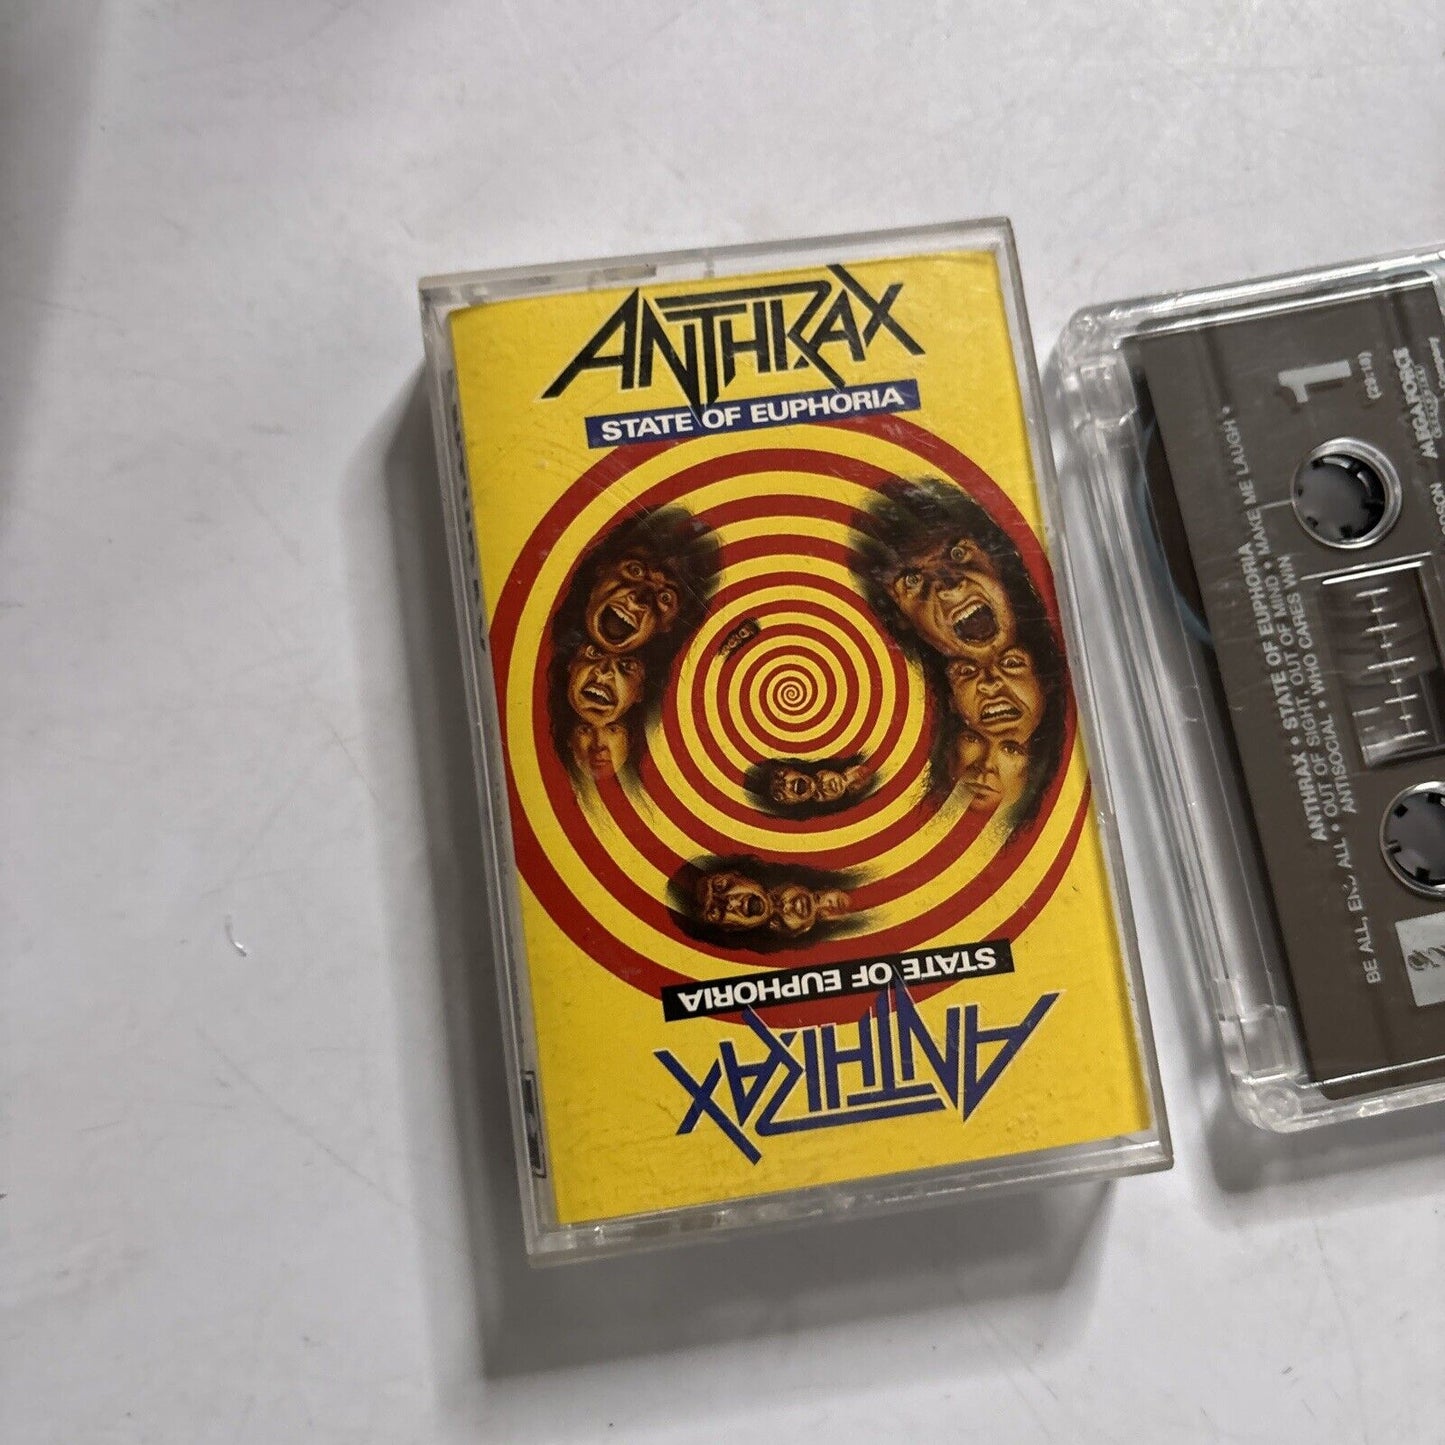 ANTHRAX
STATE OF EUPHORIA
STATE OF EUPHORIA
ANTHRAX
1
MEGAFORCE
ANTHRAX • STATE OF EUPHORIA
BE ALL, END ALL • OUT OF SIGHT, OUT OF MIND • MAKE ME LAUGH •
ANTISOCIAL • WHO CARES WIN